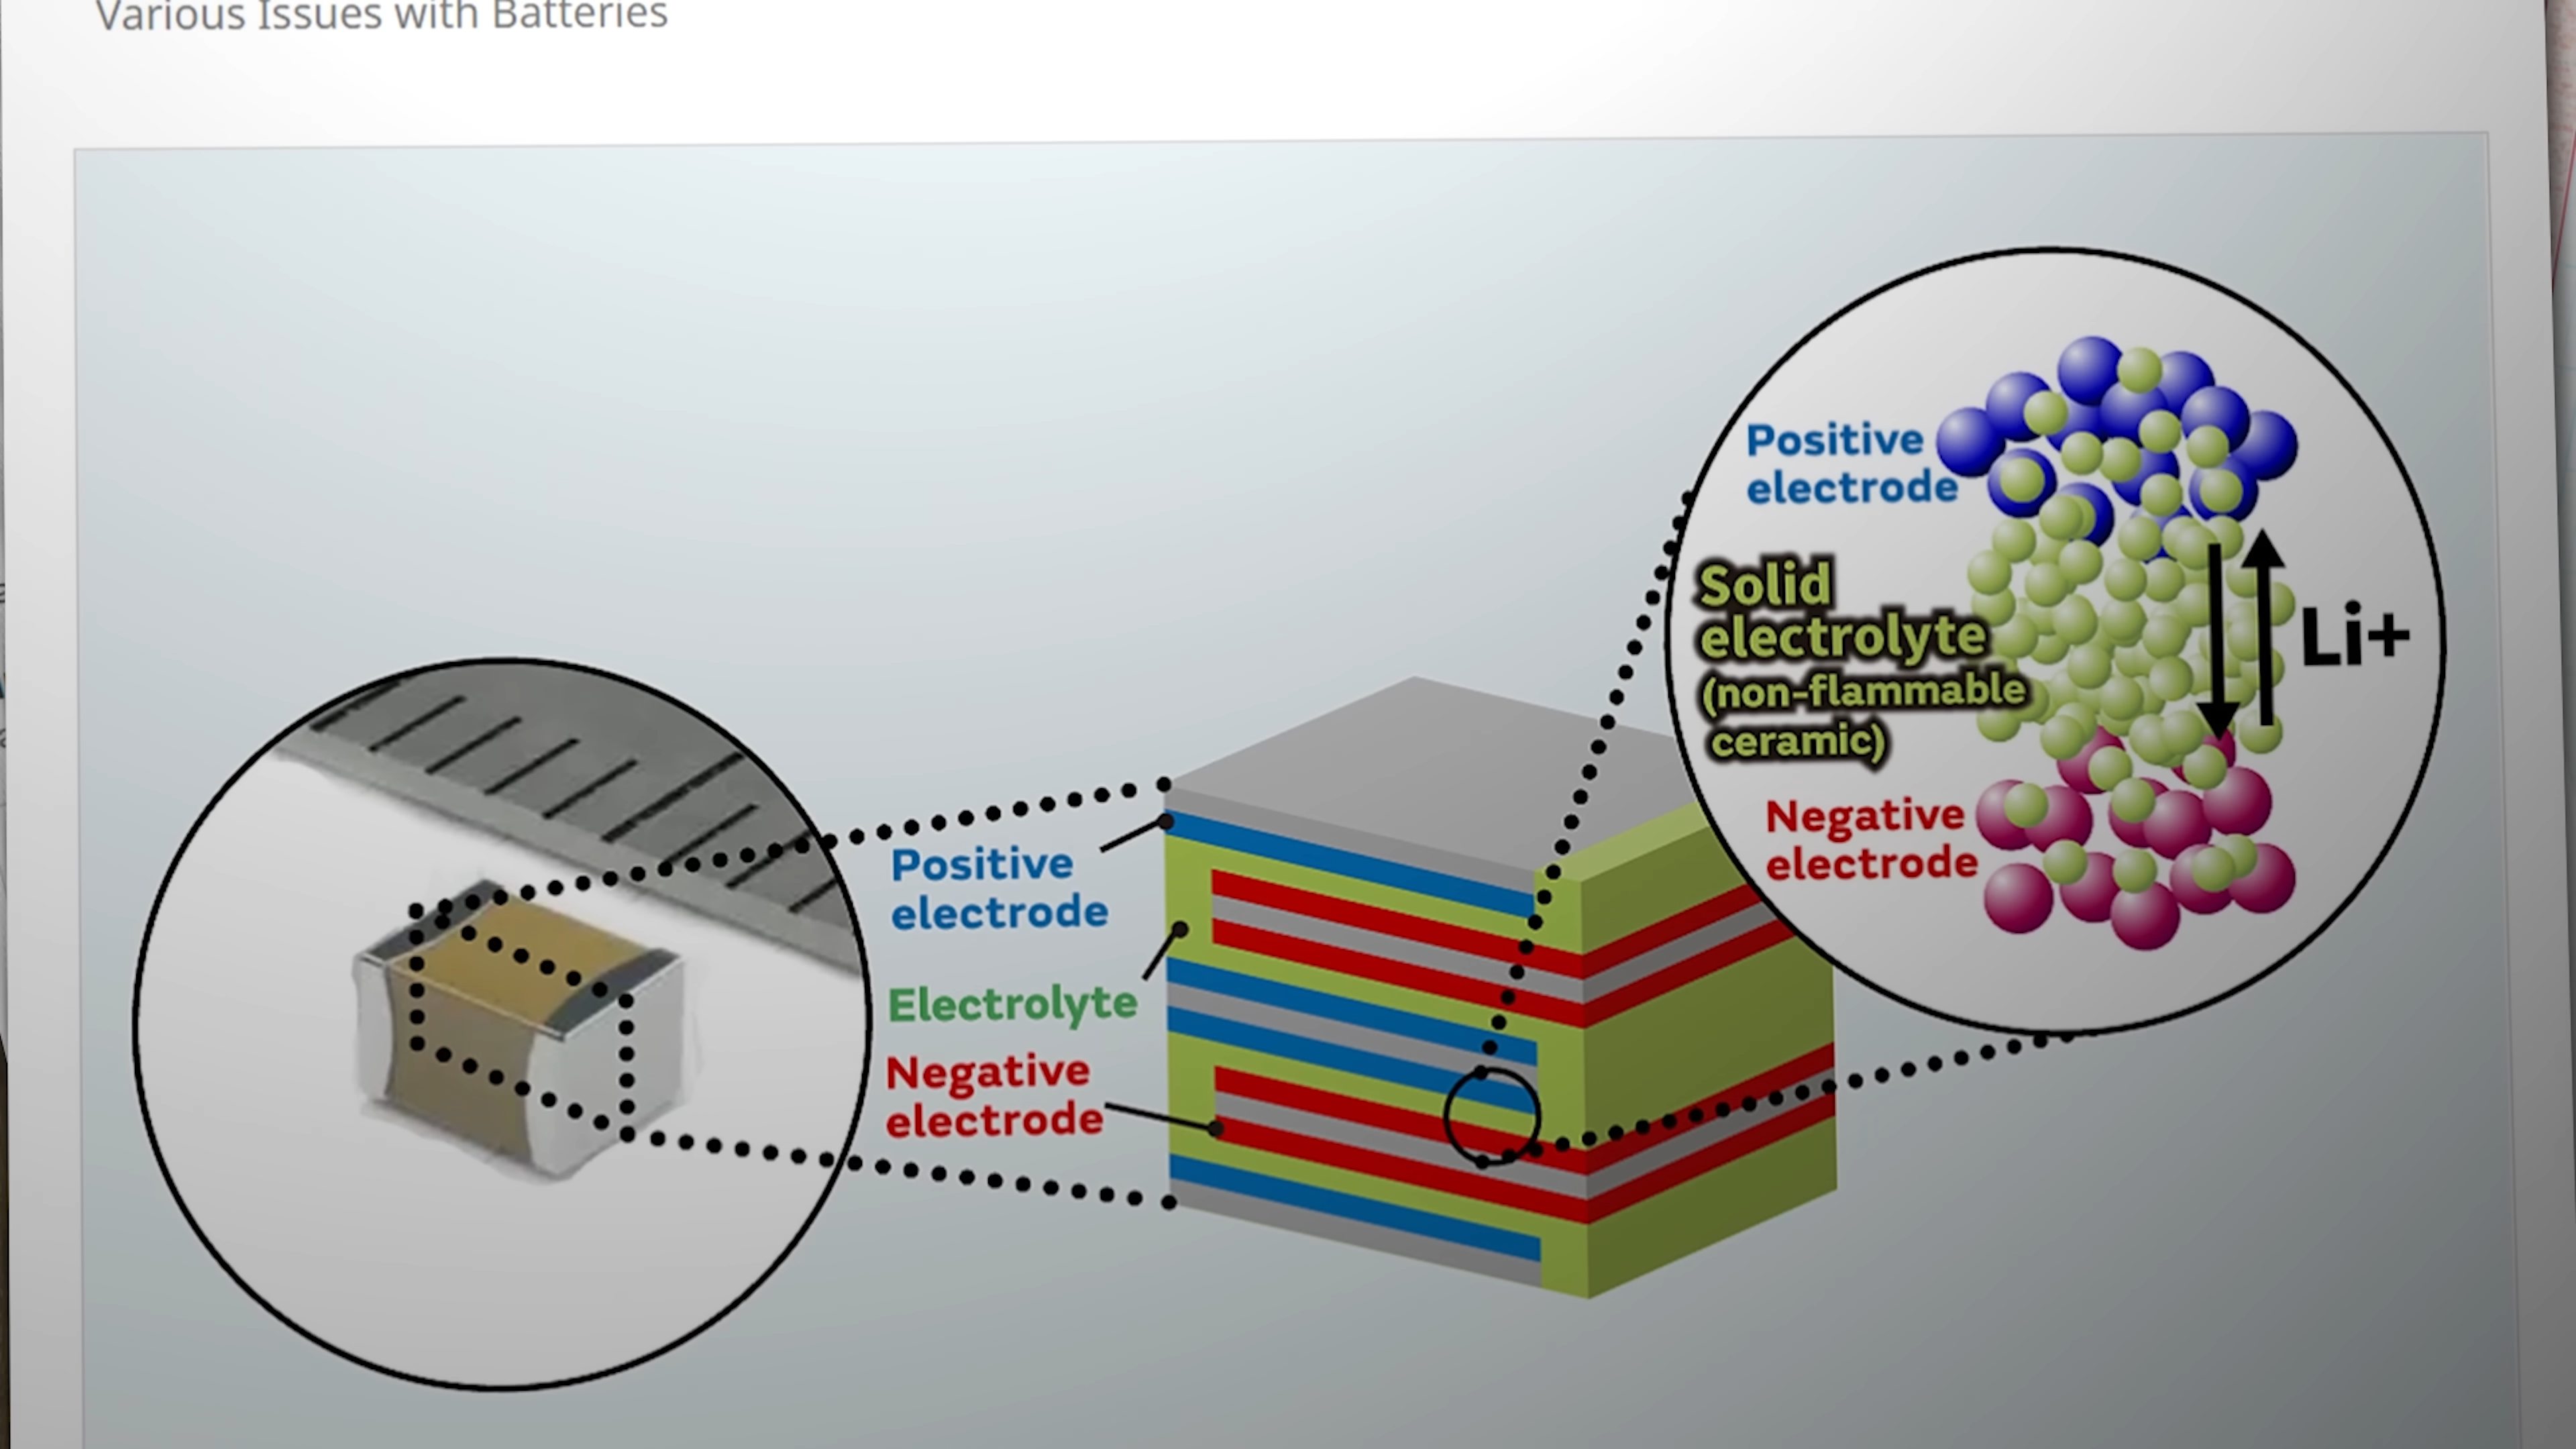 Various Issues with Batteries
Positive
electrode
Solid
electrolyte
(non-flammable
ceramic)
Li+
Negative
electrode
Positive
electrode
Electrolyte
Negative
electrode